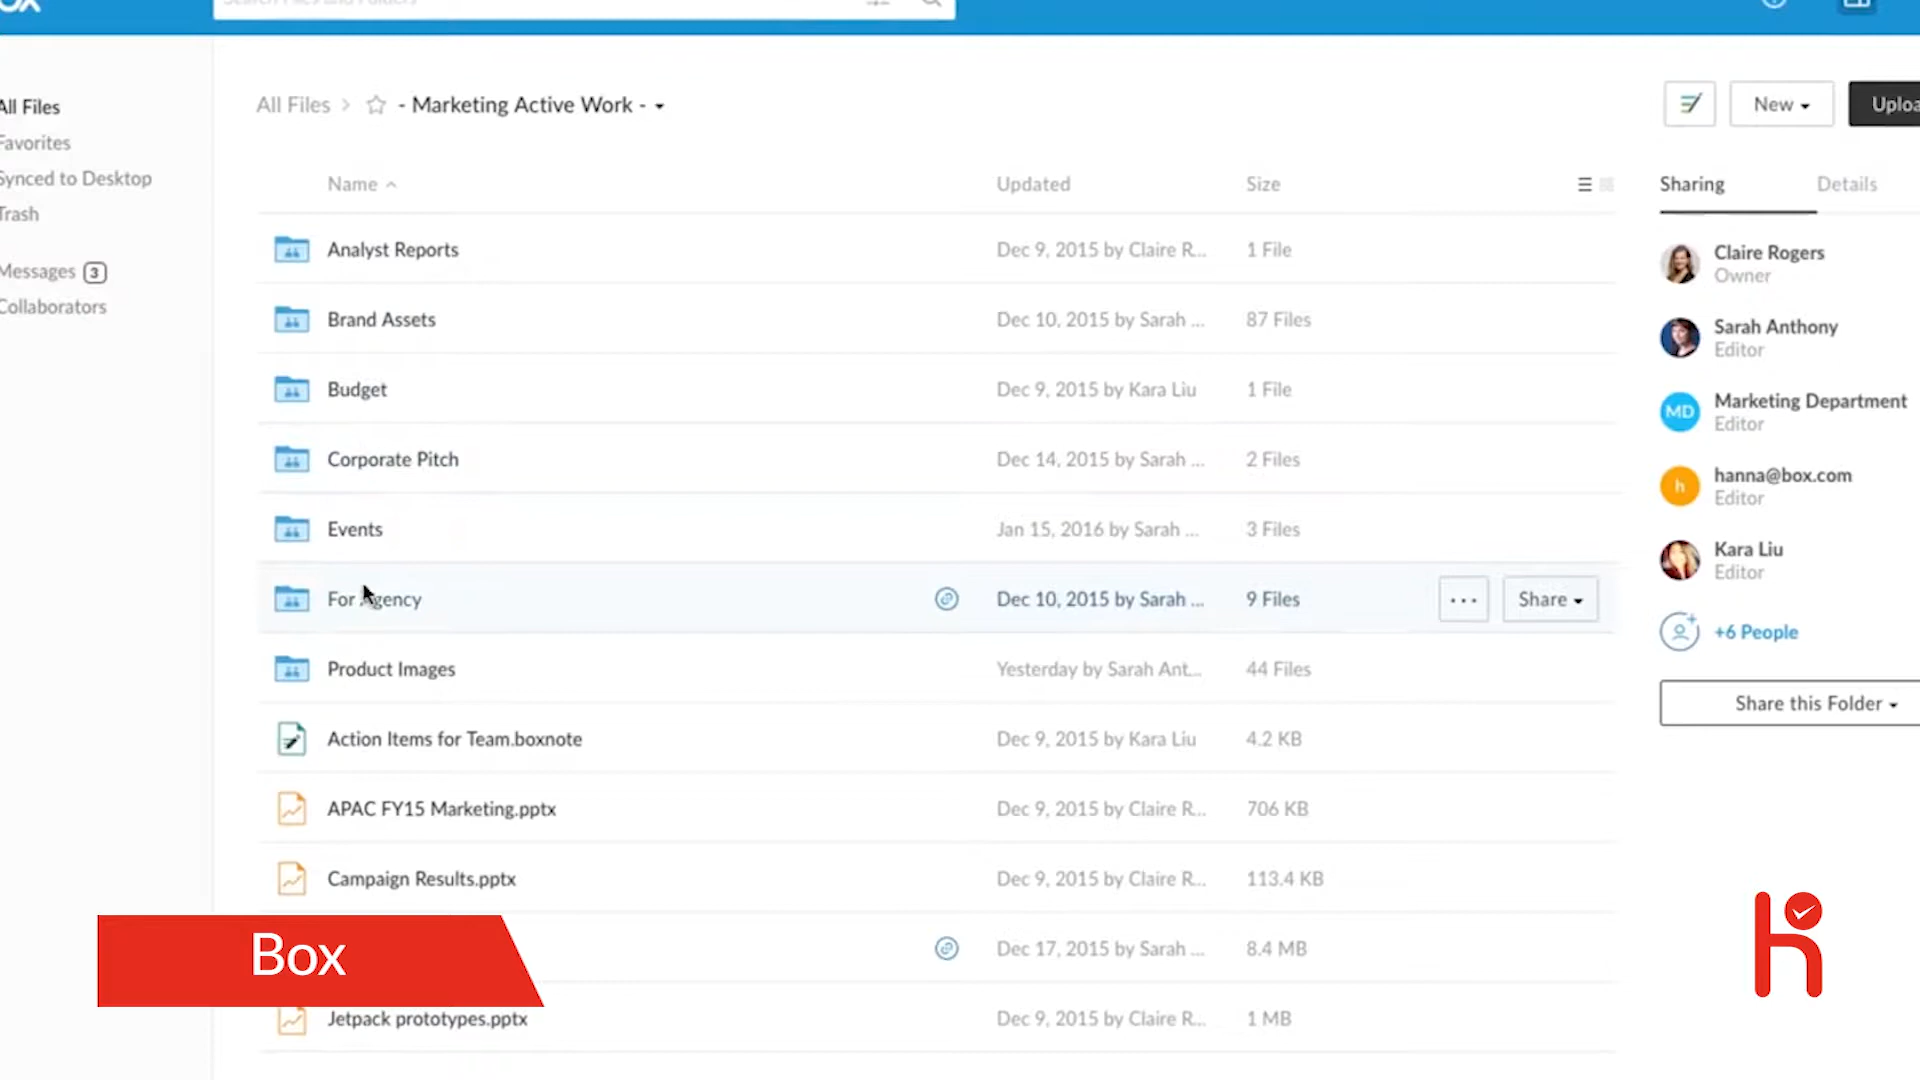 All Files
Favorites
Synced to Desktop
Trash
Messages 3
Collaborators
All Files > - Marketing Active Work -
New
Name Updated Size
Analyst Reports Dec 9, 2015 by Claire R... 1 File
Brand Assets Dec 10, 2015 by Sarah ... 87 Files
Budget Dec 9, 2015 by Kara Liu 1 File
Corporate Pitch Dec 14, 2015 by Sarah ... 2 Files
Events Jan 15, 2016 by Sarah ... 3 Files
For Agency Dec 10, 2015 by Sarah ... 9 Files ... Share
Product Images Yesterday by Sarah Ant... 44 Files
Action Items for Team.boxnote Dec 9, 2015 by Kara Liu 4.2 KB
APAC FY15 Marketing.pptx Dec 9, 2015 by Claire R... 706 KB
Campaign Results.pptx Dec 9, 2015 by Claire R... 113.4 KB
Dec 17, 2015 by Sarah ... 8.4 MB
Jetpack prototypes.pptx Dec 9, 2015 by Claire R... 1 MB
Sharing Details
Claire Rogers
Owner
Sarah Anthony
Editor
MD Marketing Department
Editor
h hanna@box.com
Editor
Kara Liu
Editor
+6 People
Share this Folder
Box